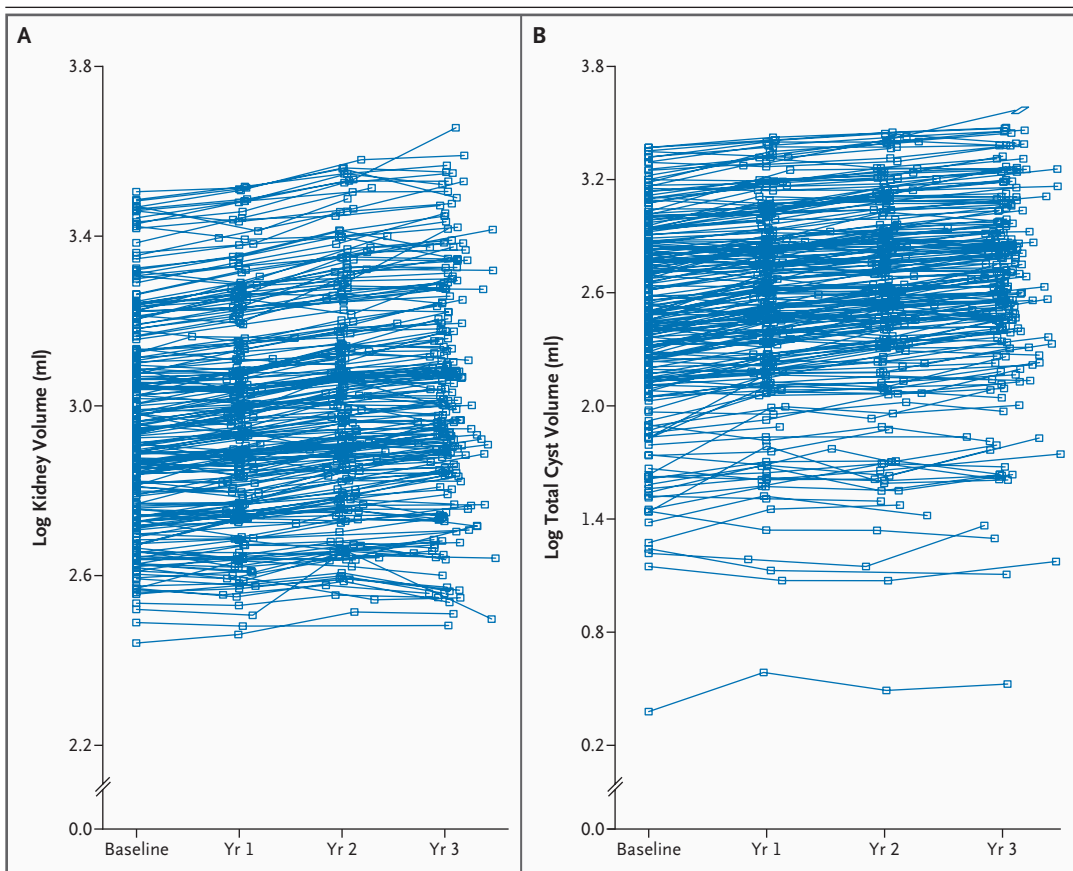 A
B
Log Kidney Volume (ml)
3.8
3.4
3.0
2.6
2.2
0.0
Baseline
Yr 1
Yr 2
Yr 3
Log Total Cyst Volume (ml)
3.8
3.2
2.6
2.0
1.4
0.8
0.2
0.0
Baseline
Yr 1
Yr 2
Yr 3